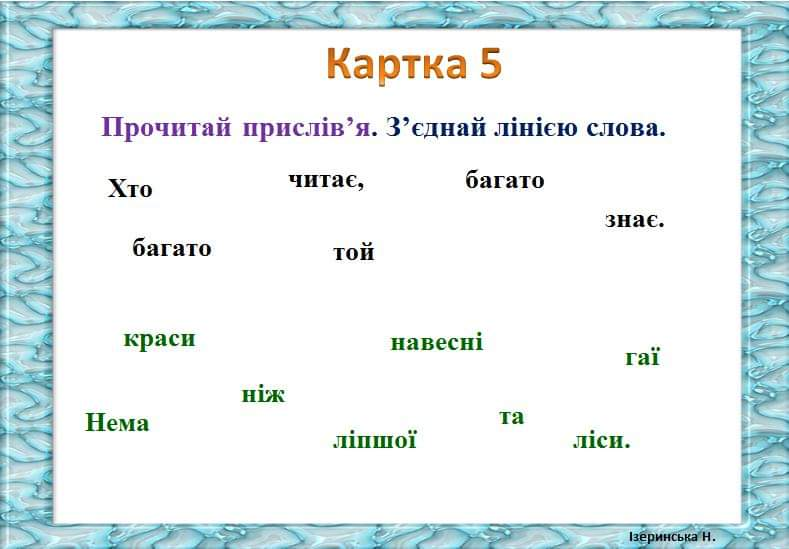 Картка 5
Прочитай прислів’я. З’єднай лінією слова.
Хто читає, багато
знає.
багато той
краси навесні гаї
ніж
Нема та
ліпшої ліси.
Ізеринська Н.